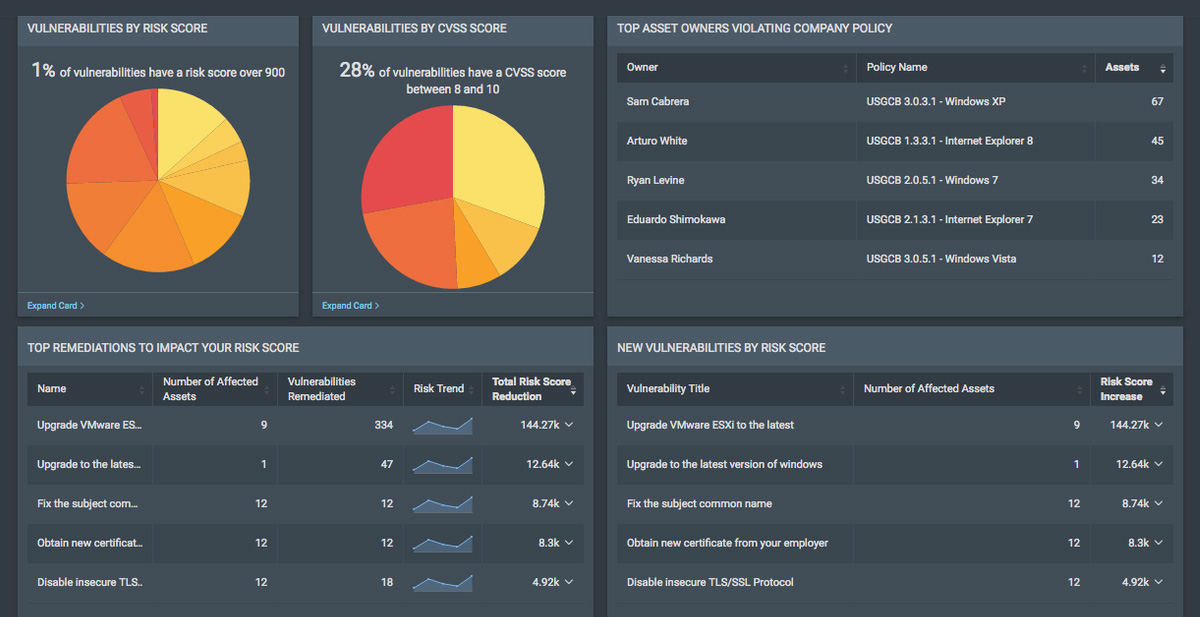 VULNERABILITIES BY RISK SCORE
1% of vulnerabilities have a risk score over 900
Expand Card >
VULNERABILITIES BY CVSS SCORE
28% of vulnerabilities have a CVSS score
between 8 and 10
Expand Card >
TOP ASSET OWNERS VIOLATING COMPANY POLICY
Owner Policy Name Assets
Sam Cabrera USGCB 3.0.3.1 - Windows XP 67
Arturo White USGCB 1.3.3.1 - Internet Explorer 8 45
Ryan Levine USGCB 2.0.5.1 - Windows 7 34
Eduardo Shimokawa USGCB 2.1.3.1 - Internet Explorer 7 23
Vanessa Richards USGCB 3.0.5.1 - Windows Vista 12
TOP REMEDIATIONS TO IMPACT YOUR RISK SCORE
Name Number of Affected Assets Vulnerabilities Remediated Risk Trend Total Risk Score Reduction
Upgrade VMware ES... 9 334 144.27k
Upgrade to the lates... 1 47 12.64k
Fix the subject com... 12 12 8.74k
Obtain new certificat... 12 12 8.3k
Disable insecure TLS.. 12 18 4.92k
NEW VULNERABILITIES BY RISK SCORE
Vulnerability Title Number of Affected Assets Risk Score Increase
Upgrade VMware ESXi to the latest 9 144.27k
Upgrade to the latest version of windows 1 12.64k
Fix the subject common name 12 8.74k
Obtain new certificate from your employer 12 8.3k
Disable insecure TLS/SSL Protocol 12 4.92k